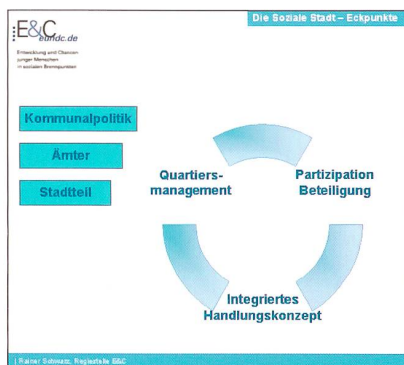 Die Soziale Stadt – Eckpunkte
E&C
eundc.de
Entwicklung und Chancen
junger Menschen
in sozialen Brennpunkten
Kommunalpolitik
Ämter
Stadtteil
Quartiers-
management
Partizipation
Beteiligung
Integriertes
Handlungskonzept
| Rainer Schwarz, Regiestelle E&C